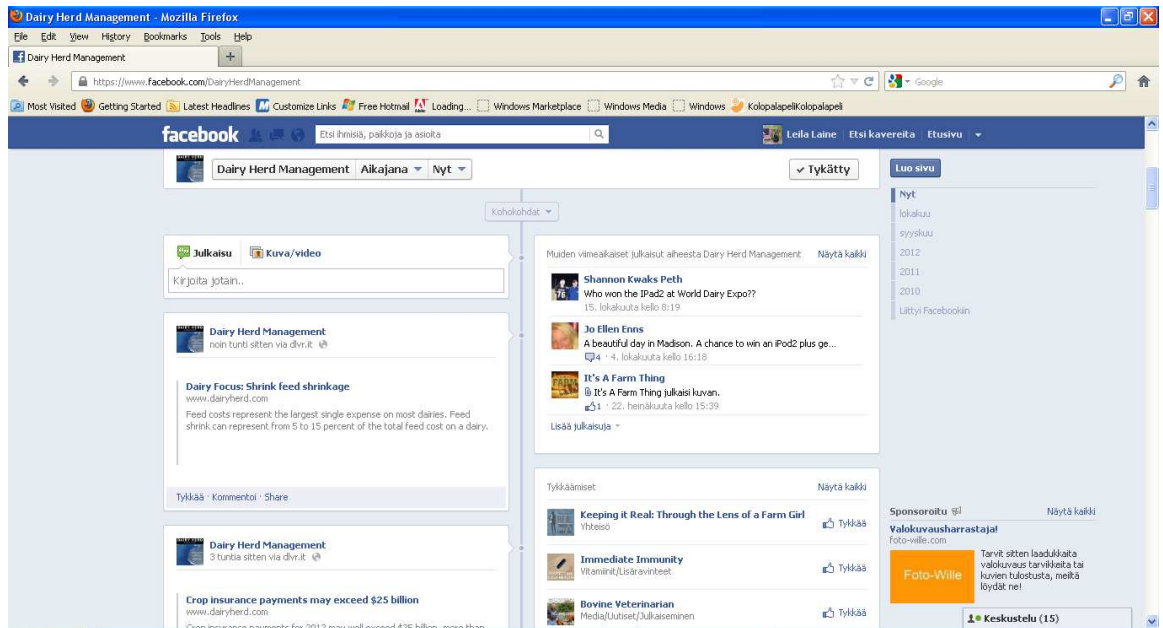 Dairy Herd Management - Mozilla Firefox
File Edit View History Bookmarks Tools Help
Dairy Herd Management
https://www.facebook.com/DairyHerdManagement
Google
Most Visited Getting Started Latest Headlines Customize Links Free Hotmail Loading... Windows Marketplace Windows Media Windows KolopalapeliKolopalapeli
facebook
Etsi ihmisiä, paikkoja ja asioita
Leila Laine Etsi kavereita Etusivu
Dairy Herd Management Aikajana Nyt
Tykätty
Kohokohdat
Julkaisu Kuva/video
Kirjoita jotain..
Dairy Herd Management
noin tunti sitten via dlvr.it
Dairy Focus: Shrink feed shrinkage
www.dairyherd.com
Feed costs represent the largest single expense on most dairies. Feed
shrink can represent from 5 to 15 percent of the total feed cost on a dairy.
Tykkää · Kommentoi · Share
Dairy Herd Management
3 tuntia sitten via dlvr.it
Crop insurance payments may exceed $25 billion
www.dairyherd.com
Crop insurance payments for 2012 may well exceed $25 billion, more than
Muiden viimeaikaiset julkaisut aiheesta Dairy Herd Management Näytä kaikki
Shannon Kwaks Peth
Who won the IPad2 at World Dairy Expo??
15. lokakuuta kello 8:19
Jo Ellen Enns
A beautiful day in Madison. A chance to win an iPod2 plus ge...
4 · 4. lokakuuta kello 16:18
It's A Farm Thing
It's A Farm Thing julkaisi kuvan.
1 · 22. heinäkuuta kello 15:39
Lisää julkaisuja
Tykkäämiset Näytä kaikki
Keeping it Real: Through the Lens of a Farm Girl
Yhteisö
Tykkää
Immediate Immunity
Vitamiinit/Lisäravinteet
Tykkää
Bovine Veterinarian
Media/Uutiset/Julkaiseminen
Tykkää
Luo sivu
Nyt
lokakuu
syyskuu
2012
2011
2010
Liittyi Facebookiin
Sponsoroitu Näytä kaikki
Valokuvausharrastaja!
foto-wille.com
Foto-Wille
Tarvit sitten laadukkaita
valokuvaus tarvikkeita tai
kuvien tulostusta, meiltä
löydät ne!
Keskustelu (15)